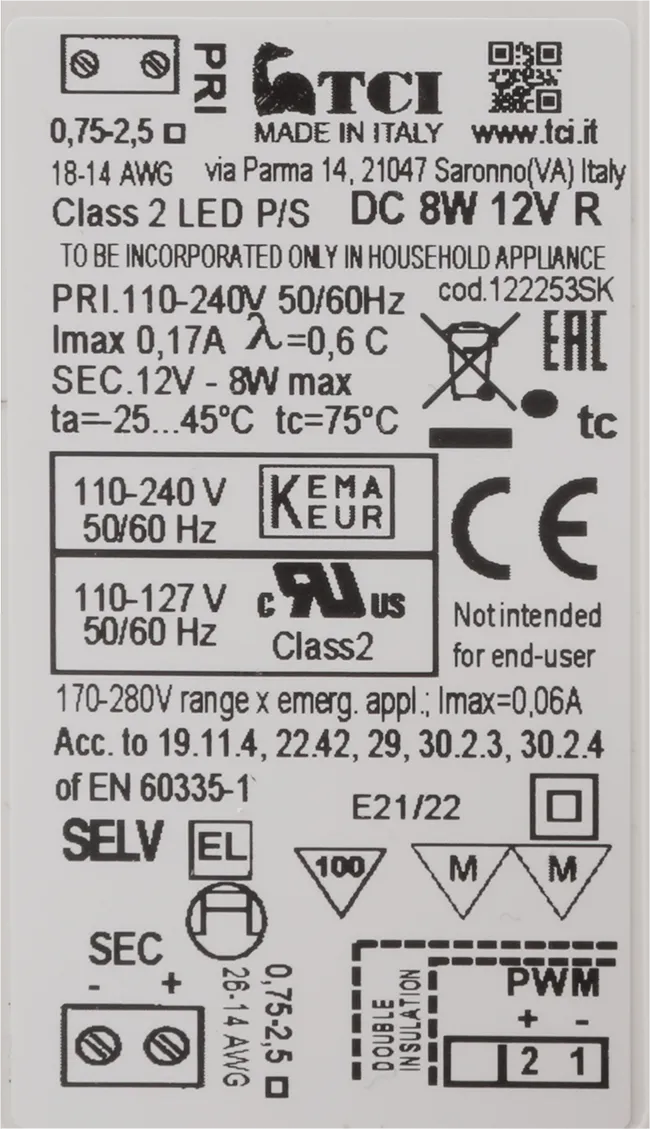 PRI
TCI
0,75-2,5
MADE IN ITALY
www.tci.it
18-14 AWG
via Parma 14, 21047 Saronno(VA) Italy
Class 2 LED P/S
DC 8W 12V R
TO BE INCORPORATED ONLY IN HOUSEHOLD APPLIANCE
PRI.110-240V 50/60Hz
cod.122253SK
Imax 0,17A λ=0,6 C
EAC
SEC.12V - 8W max
ta=-25...45°C tc=75°C
tc
110-240 V
50/60 Hz
KEMA
KEUR
CE
110-127 V
50/60 Hz
c RU US
Class2
Not intended
for end-user
170-280V range x emerg. appl.; Imax=0,06A
Acc. to 19.11.4, 22.42, 29, 30.2.3, 30.2.4
of EN 60335-1
E21/22
SELV
EL
100
M
M
SEC
- +
0,75-2,5
26-14 AWG
DOUBLE
INSULATION
PWM
+ -
2 1